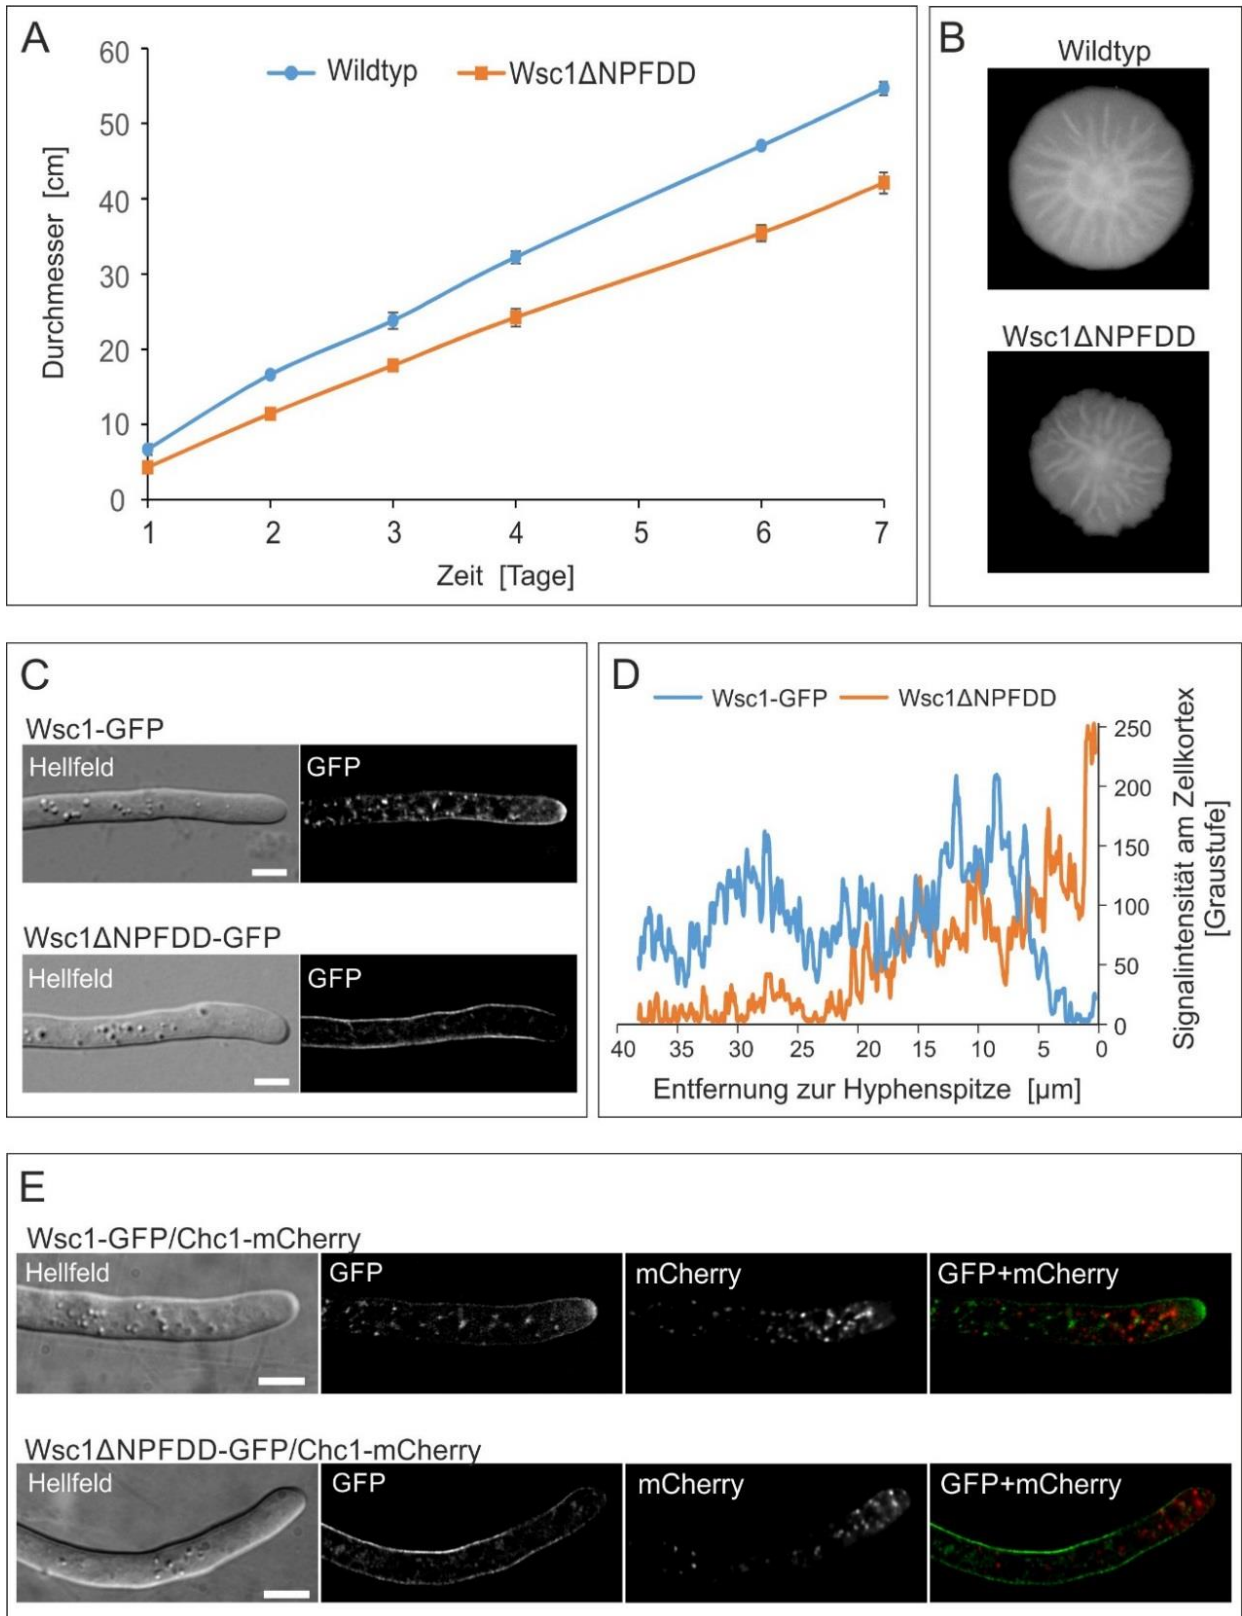 A
Wildtyp
Wsc1ΔNPFDD
60
50
40
30
20
10
0
Durchmesser [cm]
1 2 3 4 5 6 7
Zeit [Tage]
B
Wildtyp
Wsc1ΔNPFDD
C
Wsc1-GFP
Hellfeld
GFP
Wsc1ΔNPFDD-GFP
Hellfeld
GFP
D
Wsc1-GFP
Wsc1ΔNPFDD
250
200
150
100
50
0
Signalintensität am Zellkortex
[Graustufe]
40 35 30 25 20 15 10 5 0
Entfernung zur Hyphenspitze [µm]
E
Wsc1-GFP/Chc1-mCherry
Hellfeld
GFP
mCherry
GFP+mCherry
Wsc1ΔNPFDD-GFP/Chc1-mCherry
Hellfeld
GFP
mCherry
GFP+mCherry